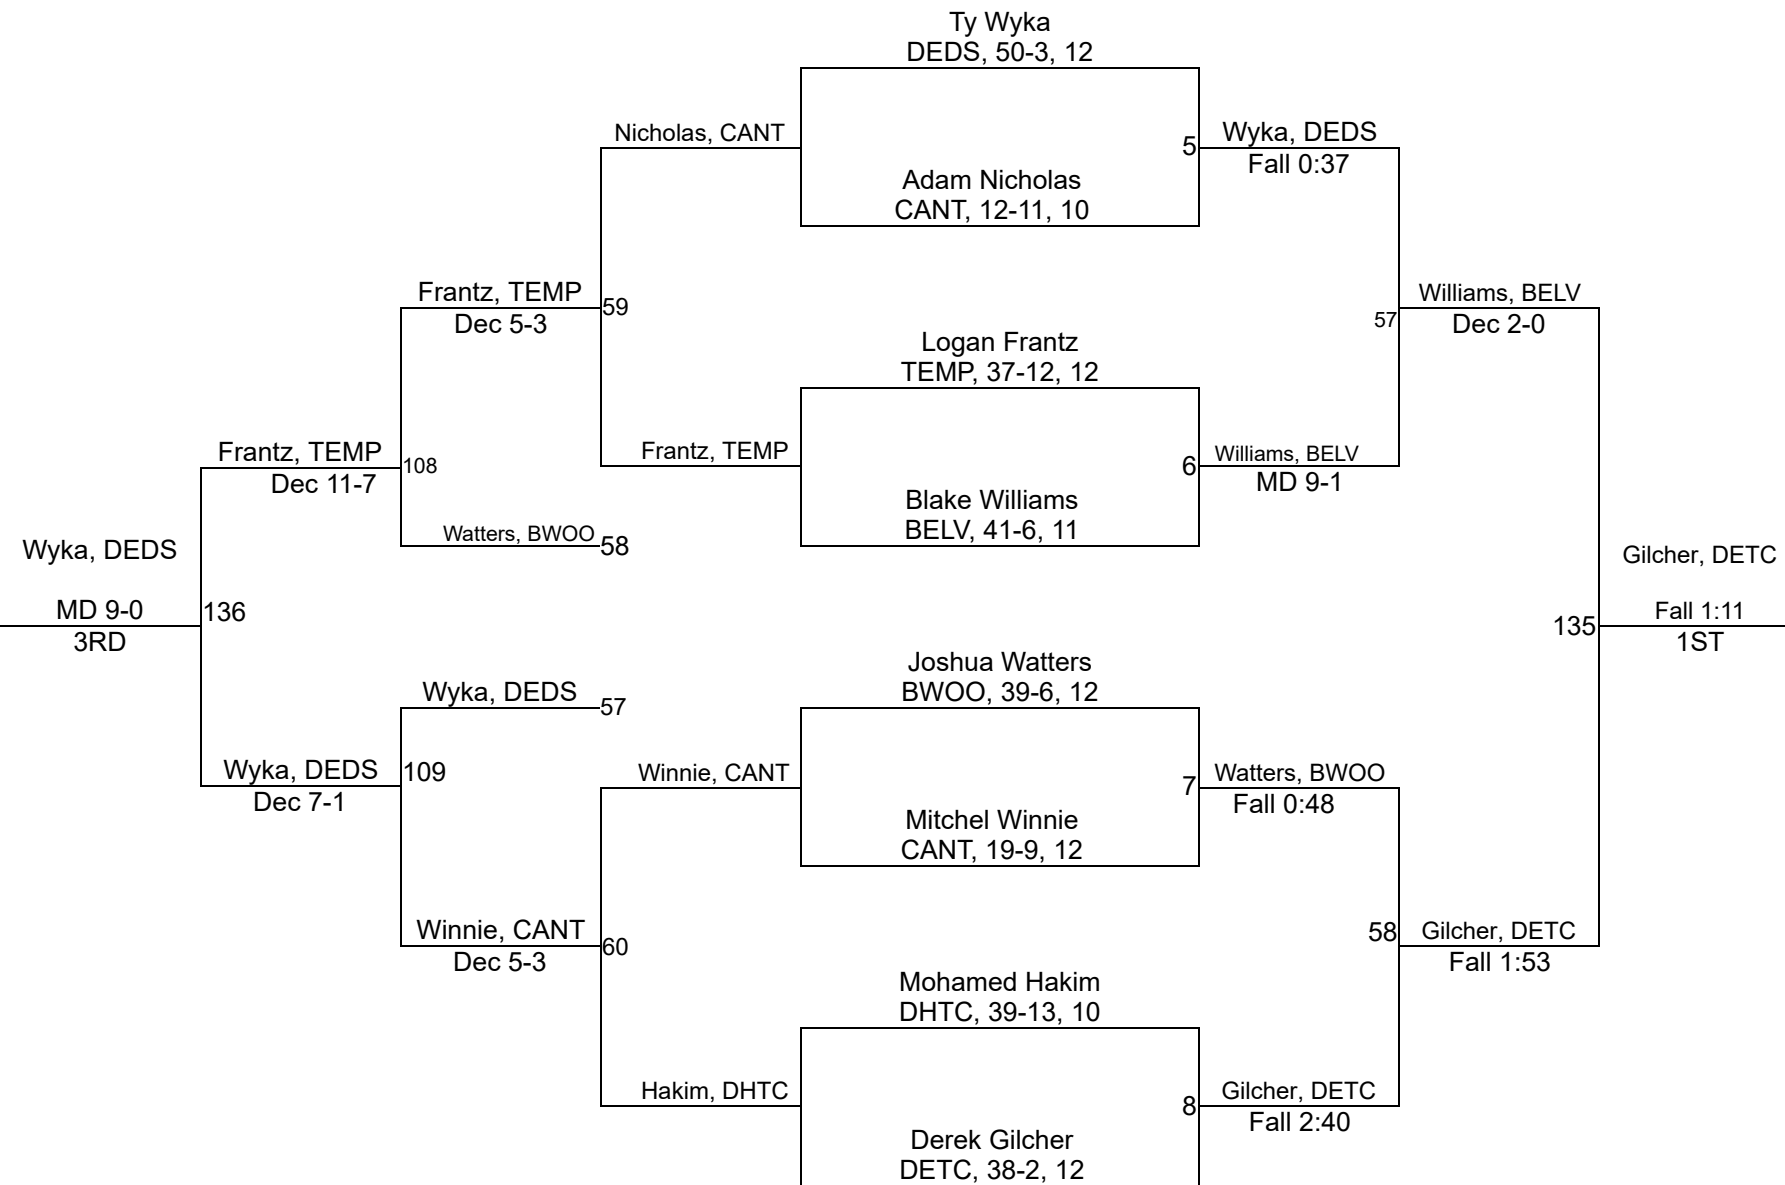 Ty Wyka
DEDS, 50-3, 12
Nicholas, CANT
5
Wyka, DEDS
Fall 0:37
Adam Nicholas
CANT, 12-11, 10
Frantz, TEMP
Dec 5-3
59
57
Williams, BELV
Dec 2-0
Logan Frantz
TEMP, 37-12, 12
Frantz, TEMP
Dec 11-7
108
Frantz, TEMP
6
Williams, BELV
MD 9-1
Blake Williams
BELV, 41-6, 11
Watters, BWOO
58
Wyka, DEDS
MD 9-0
3RD
136
Gilcher, DETC
Fall 1:11
1ST
135
Joshua Watters
BWOO, 39-6, 12
Wyka, DEDS
57
Wyka, DEDS
Dec 7-1
109
Winnie, CANT
7
Watters, BWOO
Fall 0:48
Mitchel Winnie
CANT, 19-9, 12
Winnie, CANT
Dec 5-3
60
58
Gilcher, DETC
Fall 1:53
Mohamed Hakim
DHTC, 39-13, 10
Hakim, DHTC
8
Gilcher, DETC
Fall 2:40
Derek Gilcher
DETC, 38-2, 12